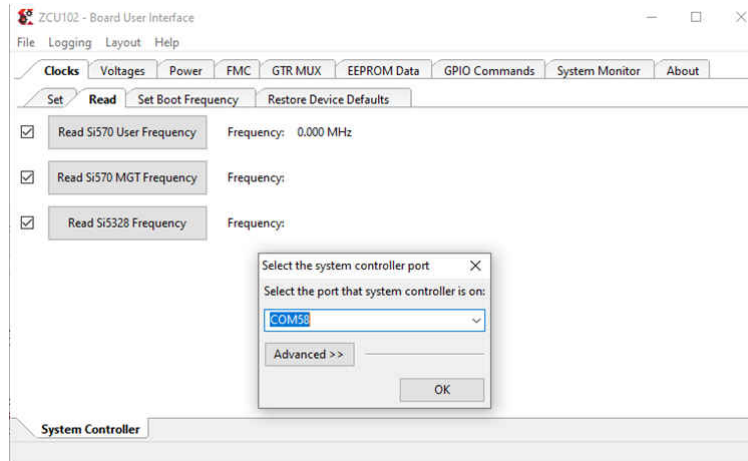 ZCU102 - Board User Interface
File Logging Layout Help
Clocks Voltages Power FMC GTR MUX EEPROM Data GPIO Commands System Monitor About
Set Read Set Boot Frequency Restore Device Defaults
Read Si570 User Frequency Frequency: 0.000 MHz
Read Si570 MGT Frequency Frequency:
Read Si5328 Frequency Frequency:
Select the system controller port
Select the port that system controller is on:
COM58
Advanced >>
OK
System Controller